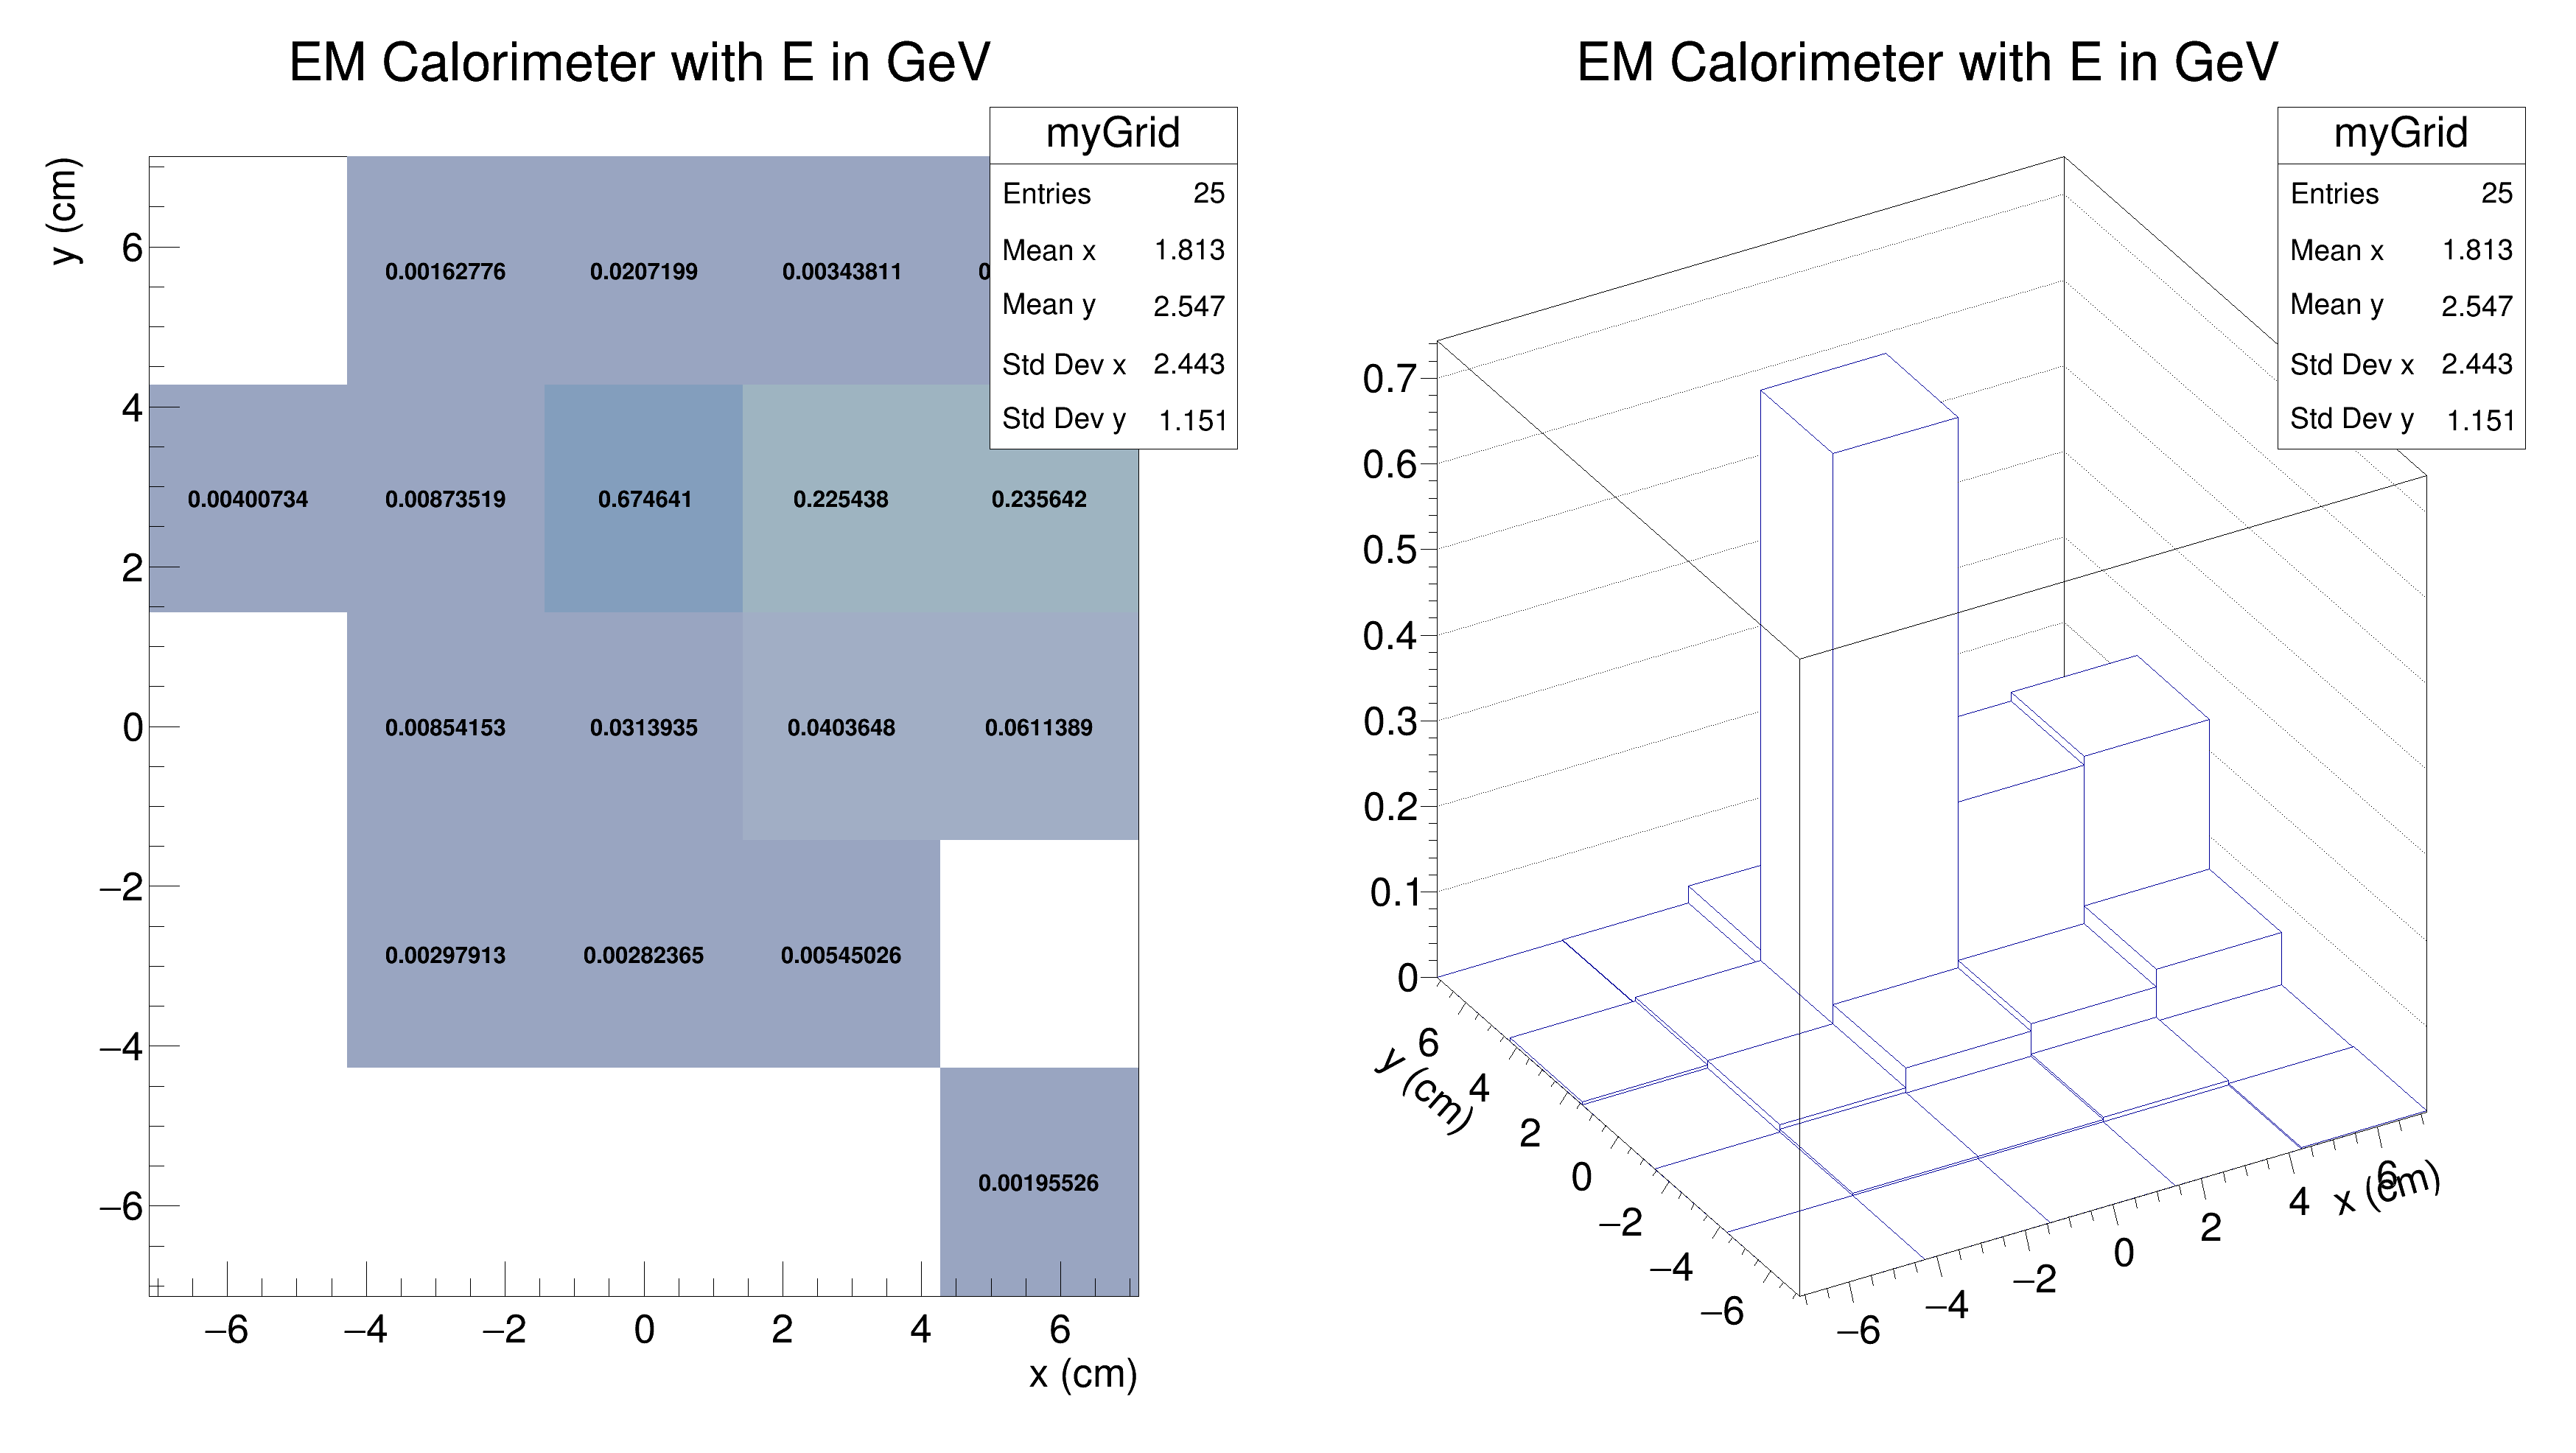 EM Calorimeter with E in GeV
myGrid
Entries 25
Mean x 1.813
Mean y 2.547
Std Dev x 2.443
Std Dev y 1.151
y (cm)
6
4
2
0
−2
−4
−6
0.00162776 0.0207199 0.00343811 0
0.00400734 0.00873519 0.674641 0.225438 0.235642
0.00854153 0.0313935 0.0403648 0.0611389
0.00297913 0.00282365 0.00545026
0.00195526
−6 −4 −2 0 2 4 6
x (cm)
EM Calorimeter with E in GeV
myGrid
Entries 25
Mean x 1.813
Mean y 2.547
Std Dev x 2.443
Std Dev y 1.151
0.7
0.6
0.5
0.4
0.3
0.2
0.1
0
6
4
2
0
−2
−4
−6
y (cm)
−6
−4
−2
0
2
4
6
x (cm)